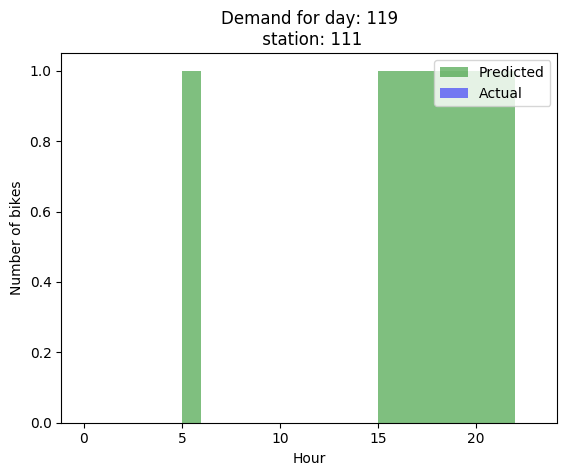 Demand for day: 119
station: 111
Predicted
Actual
Number of bikes
1.0
0.8
0.6
0.4
0.2
0.0
0 5 10 15 20
Hour